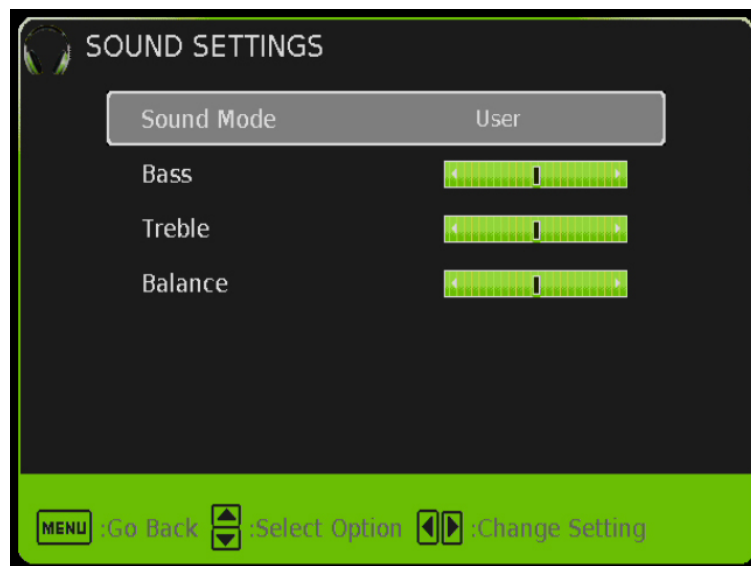 SOUND SETTINGS
Sound Mode User
Bass
Treble
Balance
MENU :Go Back :Select Option :Change Setting